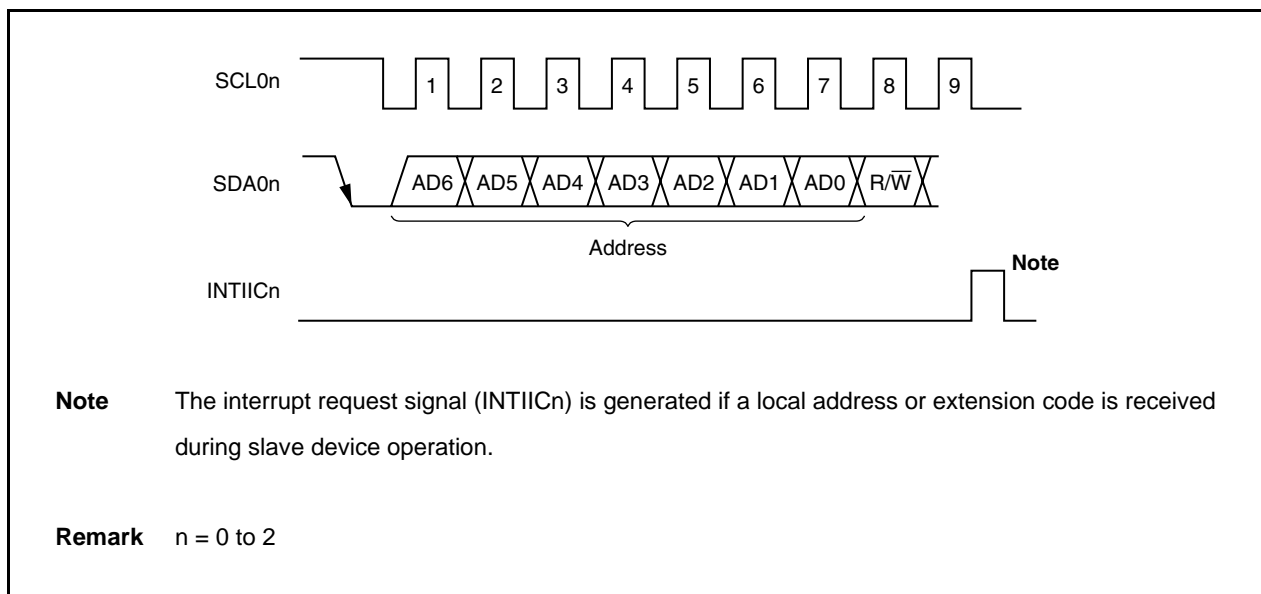 SCL0n
1 2 3 4 5 6 7 8 9
SDA0n
AD6 AD5 AD4 AD3 AD2 AD1 AD0 R/W̅
Address
Note
INTIICn
Note The interrupt request signal (INTIICn) is generated if a local address or extension code is received
during slave device operation.
Remark n = 0 to 2